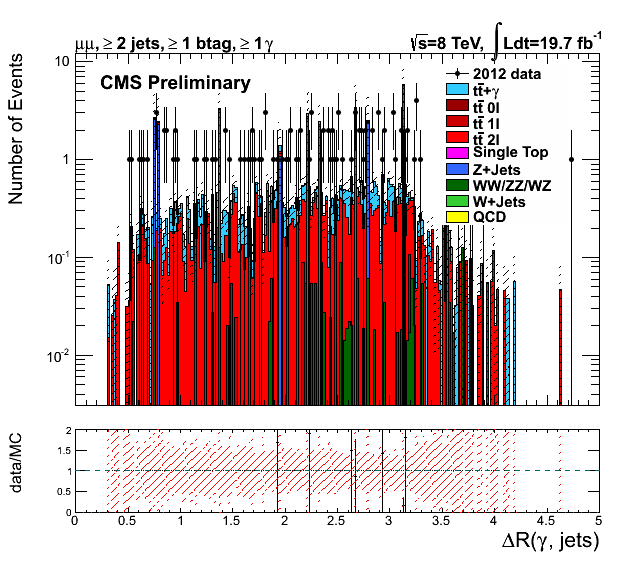 μμ, ≥ 2 jets, ≥ 1 btag, ≥ 1 γ
√s=8 TeV, ∫ Ldt=19.7 fb⁻¹
CMS Preliminary
Number of Events
10
1
10⁻¹
10⁻²
2012 data
tt̄+γ
tt̄ 0l
tt̄ 1l
tt̄ 2l
Single Top
Z+Jets
WW/ZZ/WZ
W+Jets
QCD
data/MC
2
1.5
1
0.5
0
0 0.5 1 1.5 2 2.5 3 3.5 4 4.5 5
ΔR(γ, jets)